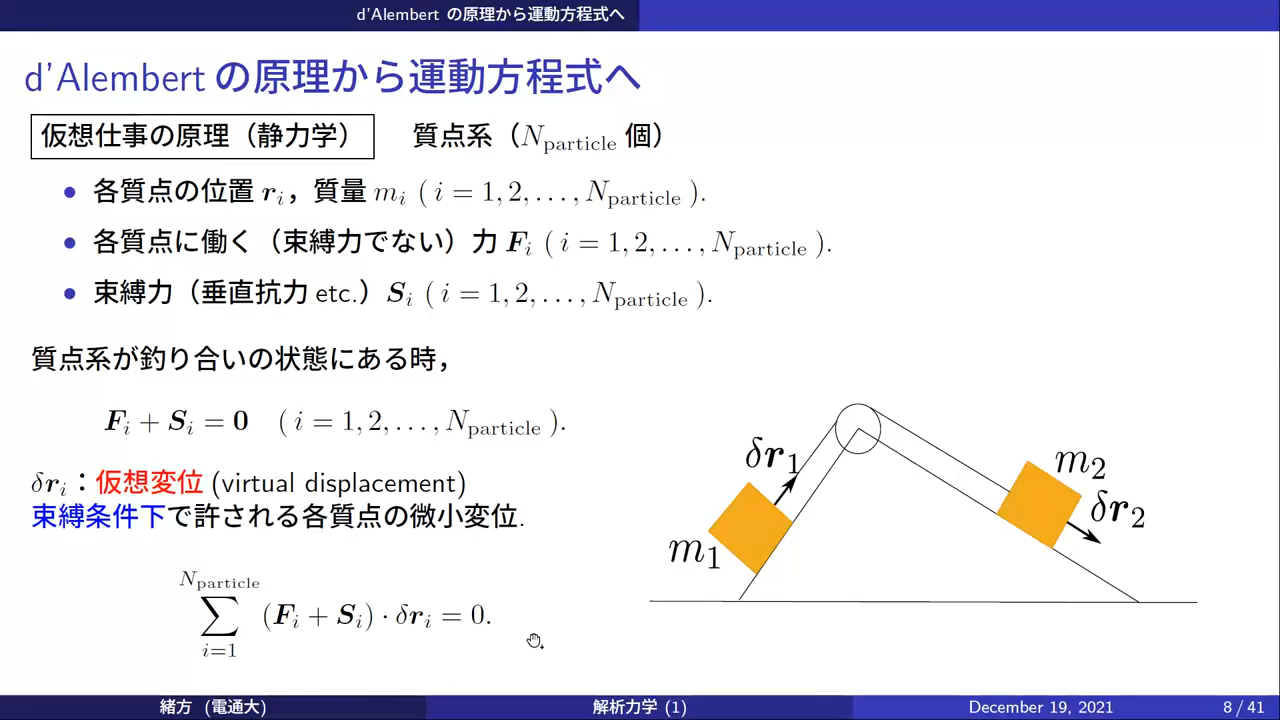 d'Alembert の原理から運動方程式へ
d'Alembert の原理から運動方程式へ
仮想仕事の原理（静力学） 質点系（N_particle 個）
• 各質点の位置 r_i，質量 m_i ( i = 1, 2, . . . , N_particle ).
• 各質点に働く（束縛力でない）力 F_i ( i = 1, 2, . . . , N_particle ).
• 束縛力（垂直抗力 etc.）S_i ( i = 1, 2, . . . , N_particle ).
質点系が釣り合いの状態にある時，
F_i + S_i = 0 ( i = 1, 2, . . . , N_particle ).
δr_i：仮想変位 (virtual displacement)
束縛条件下で許される各質点の微小変位.
N_particle
∑ (F_i + S_i) · δr_i = 0.
i=1
δr_1
m_1
m_2
δr_2
緒方 (電通大) 解析力学 (1) December 19, 2021 8 / 41